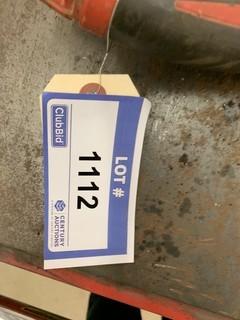 LOT #
1112
ClubBid
CENTURY
AUCTIONS